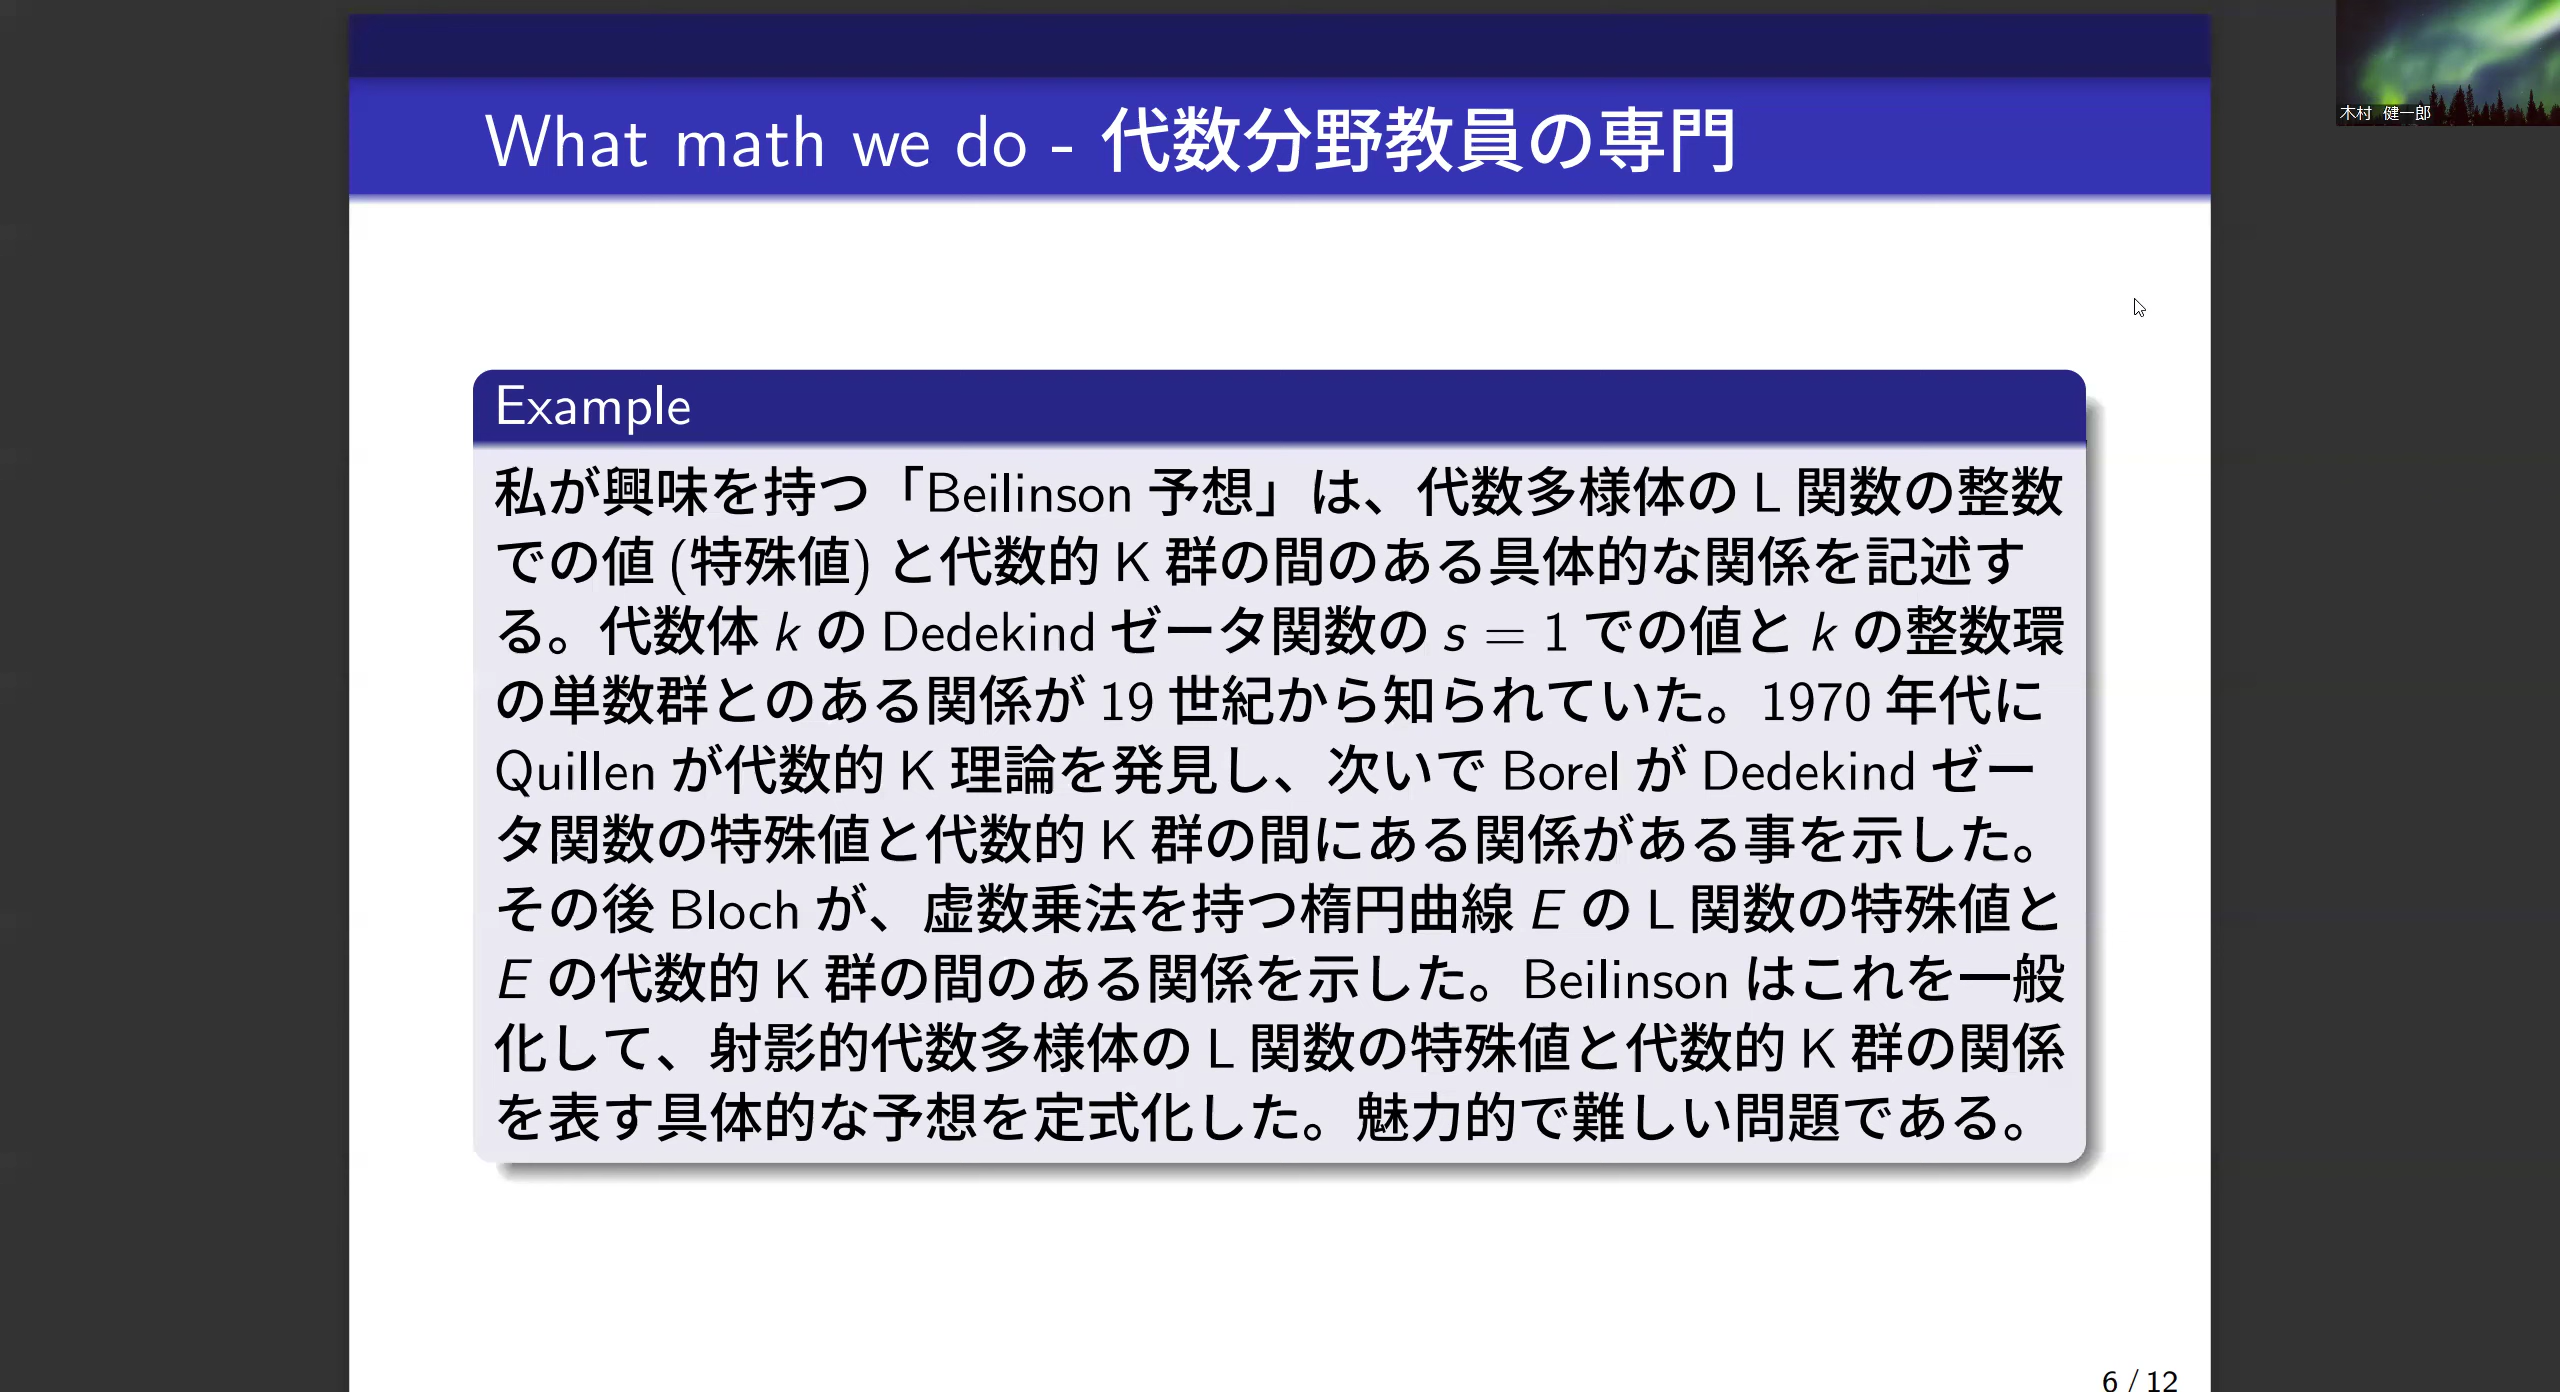 What math we do - 代数分野教員の専門
木村 健一郎
Example
私が興味を持つ「Beilinson 予想」は、代数多様体の L 関数の整数
での値 (特殊値) と代数的 K 群の間のある具体的な関係を記述す
る。代数体 k の Dedekind ゼータ関数の s = 1 での値と k の整数環
の単数群とのある関係が 19 世紀から知られていた。1970 年代に
Quillen が代数的 K 理論を発見し、次いで Borel が Dedekind ゼー
タ関数の特殊値と代数的 K 群の間にある関係がある事を示した。
その後 Bloch が、虚数乗法を持つ楕円曲線 E の L 関数の特殊値と
E の代数的 K 群の間のある関係を示した。Beilinson はこれを一般
化して、射影的代数多様体の L 関数の特殊値と代数的 K 群の関係
を表す具体的な予想を定式化した。魅力的で難しい問題である。
6 / 12